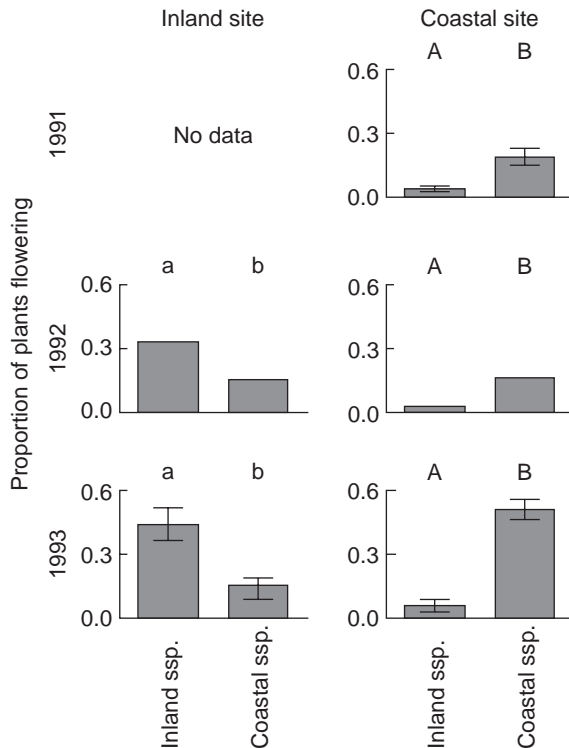 Inland site
Coastal site
Proportion of plants flowering
1991
No data
A B
0.6
0.3
0.0
1992
a b
0.6
0.3
0.0
A B
0.6
0.3
0.0
1993
a b
0.6
0.3
0.0
A B
0.6
0.3
0.0
Inland ssp.
Coastal ssp.
Inland ssp.
Coastal ssp.